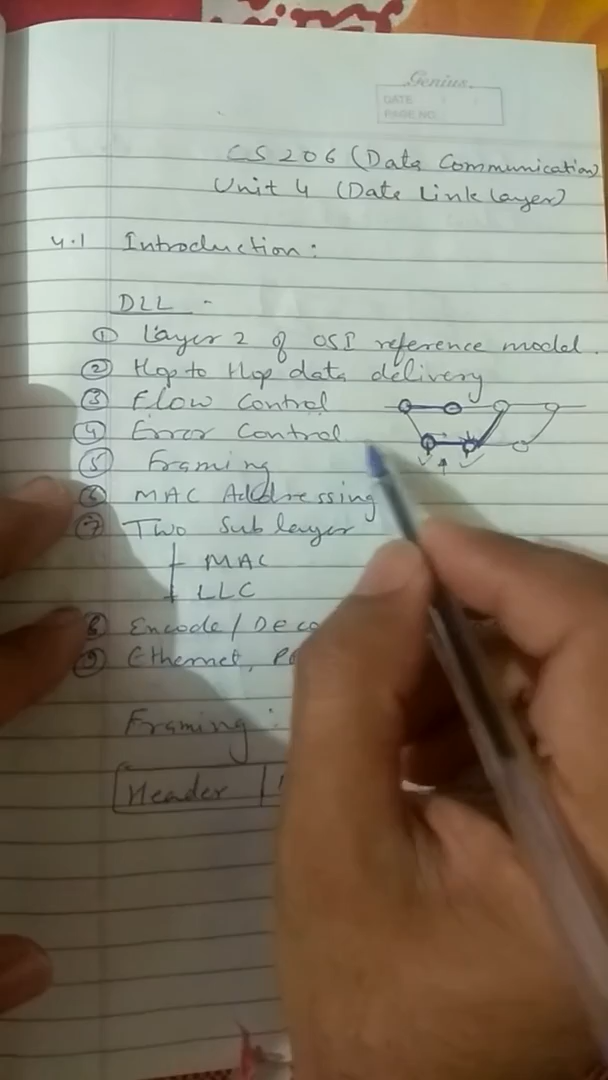 Genius
DATE
PAGE NO
CS 206 (Data Communication)
Unit 4 (Data Link layer)
4.1 Introduction:
DLL -
① Layer 2 of OSI reference model.
② Hop to Hop data delivery
③ Flow Control
④ Error Control
⑤ Framing
⑥ MAC Addressing
⑦ Two Sub layer
MAC
LLC
⑧ Encode/
⑨ Ethernet,
Framing:
Header